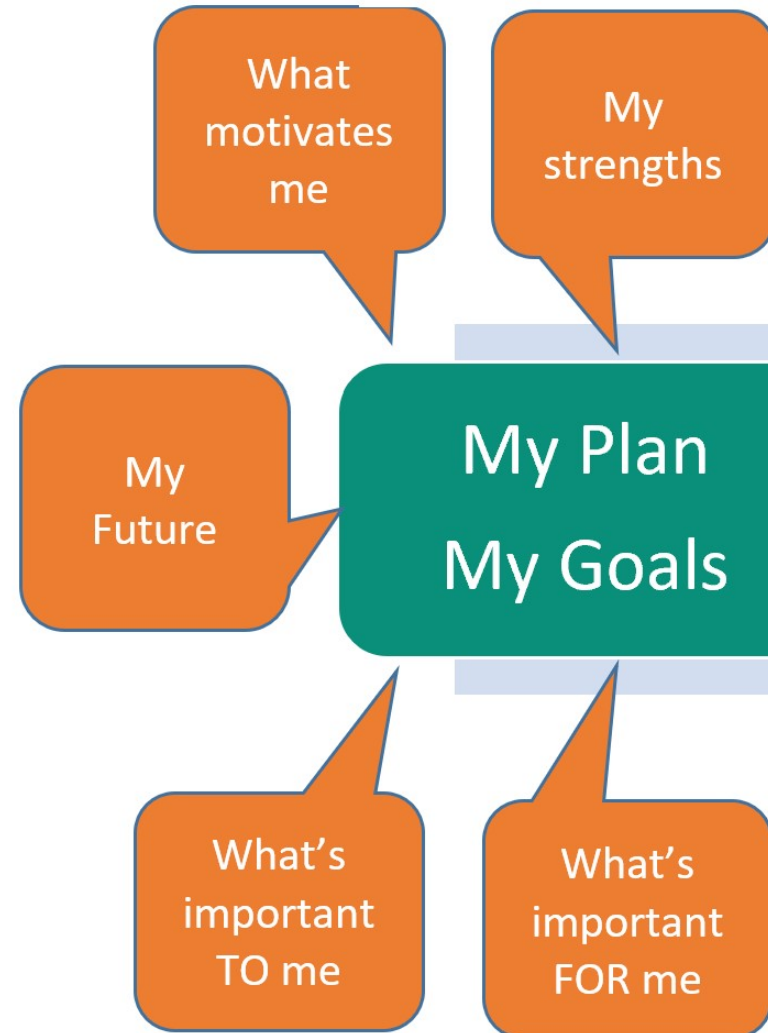 What
motivates
me
My
strengths
My
Future
My Plan
My Goals
What's
important
TO me
What's
important
FOR me